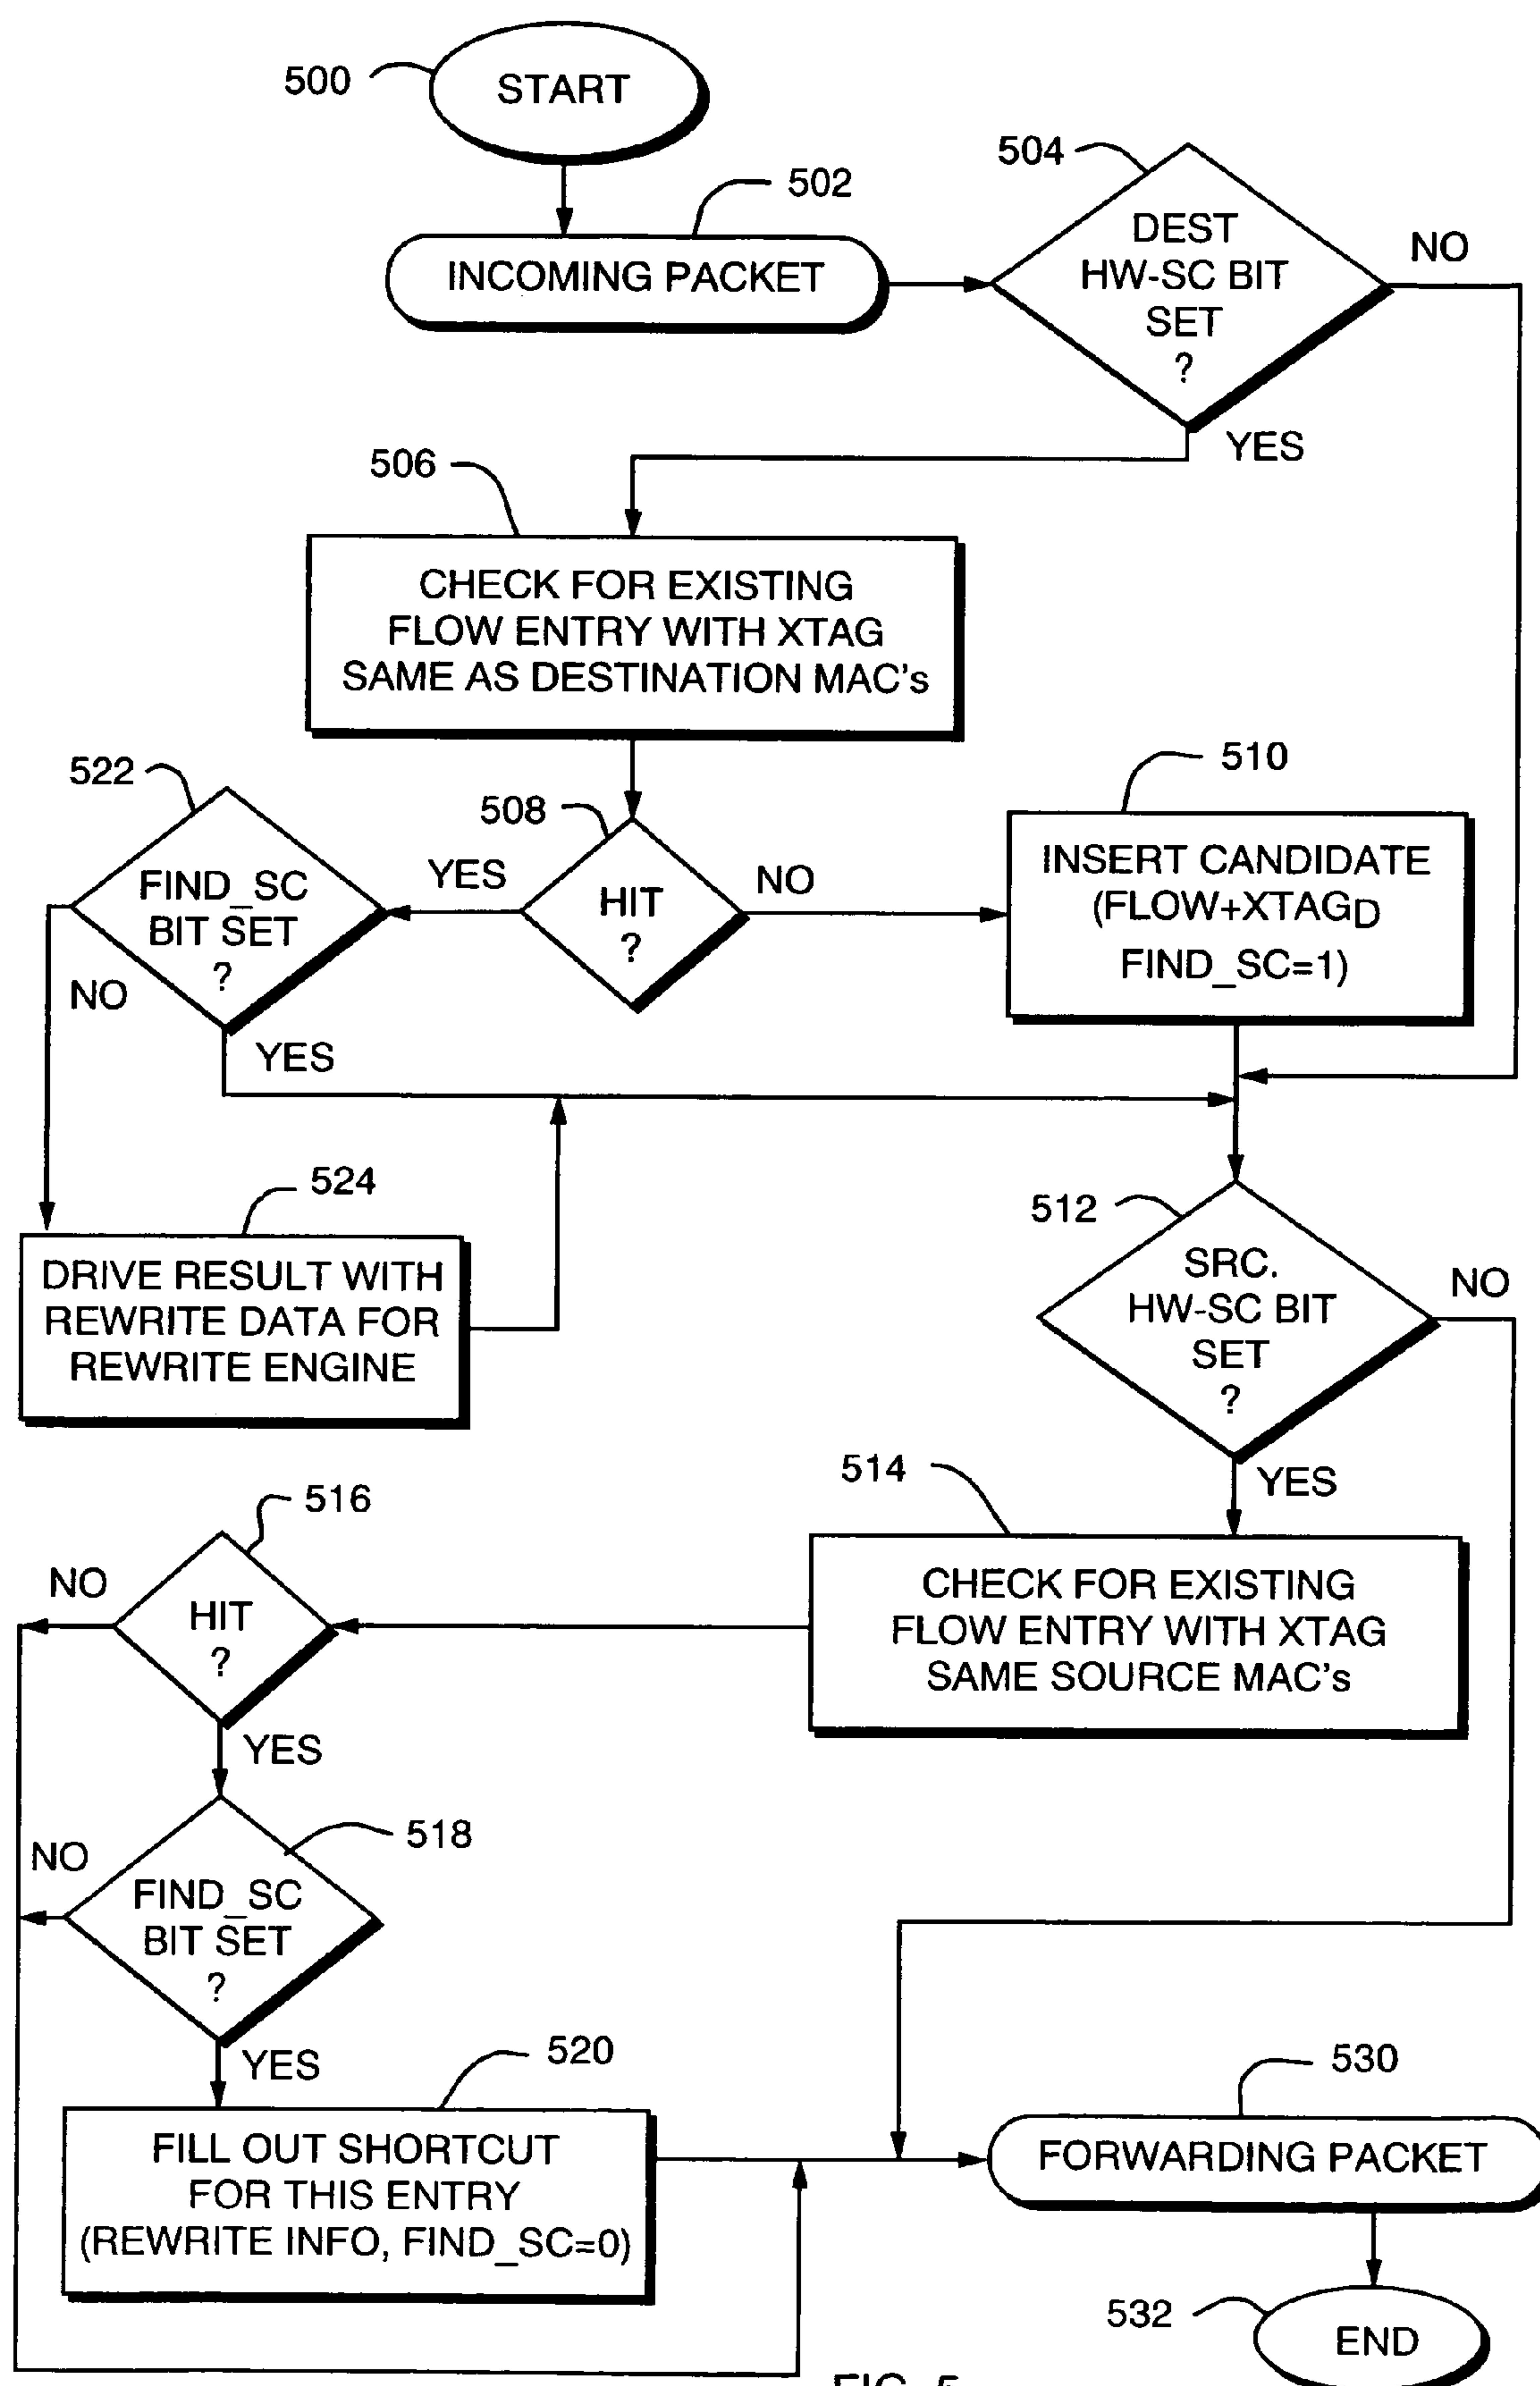 500
START
502
INCOMING PACKET
504
DEST
HW-SC BIT
SET
?
NO
YES
506
CHECK FOR EXISTING
FLOW ENTRY WITH XTAG
SAME AS DESTINATION MAC's
522
FIND_SC
BIT SET
?
NO
YES
508
YES
HIT
?
NO
510
INSERT CANDIDATE
(FLOW+XTAGD
FIND_SC=1)
524
DRIVE RESULT WITH
REWRITE DATA FOR
REWRITE ENGINE
512
SRC.
HW-SC BIT
SET
?
NO
YES
514
CHECK FOR EXISTING
FLOW ENTRY WITH XTAG
SAME SOURCE MAC's
516
NO
HIT
?
YES
518
NO
FIND_SC
BIT SET
?
YES
520
FILL OUT SHORTCUT
FOR THIS ENTRY
(REWRITE INFO, FIND_SC=0)
530
FORWARDING PACKET
532
END
FIG. 5